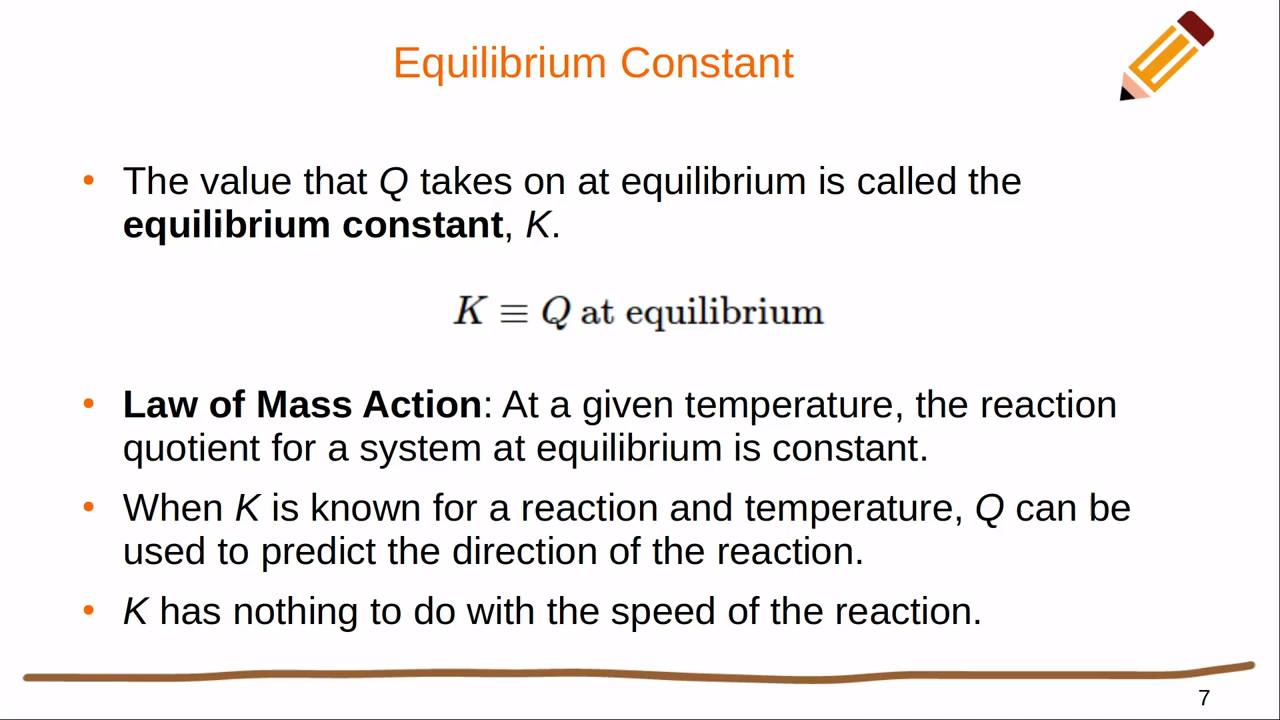 Equilibrium Constant
• The value that Q takes on at equilibrium is called the
equilibrium constant, K.
K ≡ Q at equilibrium
• Law of Mass Action: At a given temperature, the reaction
quotient for a system at equilibrium is constant.
• When K is known for a reaction and temperature, Q can be
used to predict the direction of the reaction.
• K has nothing to do with the speed of the reaction.
7